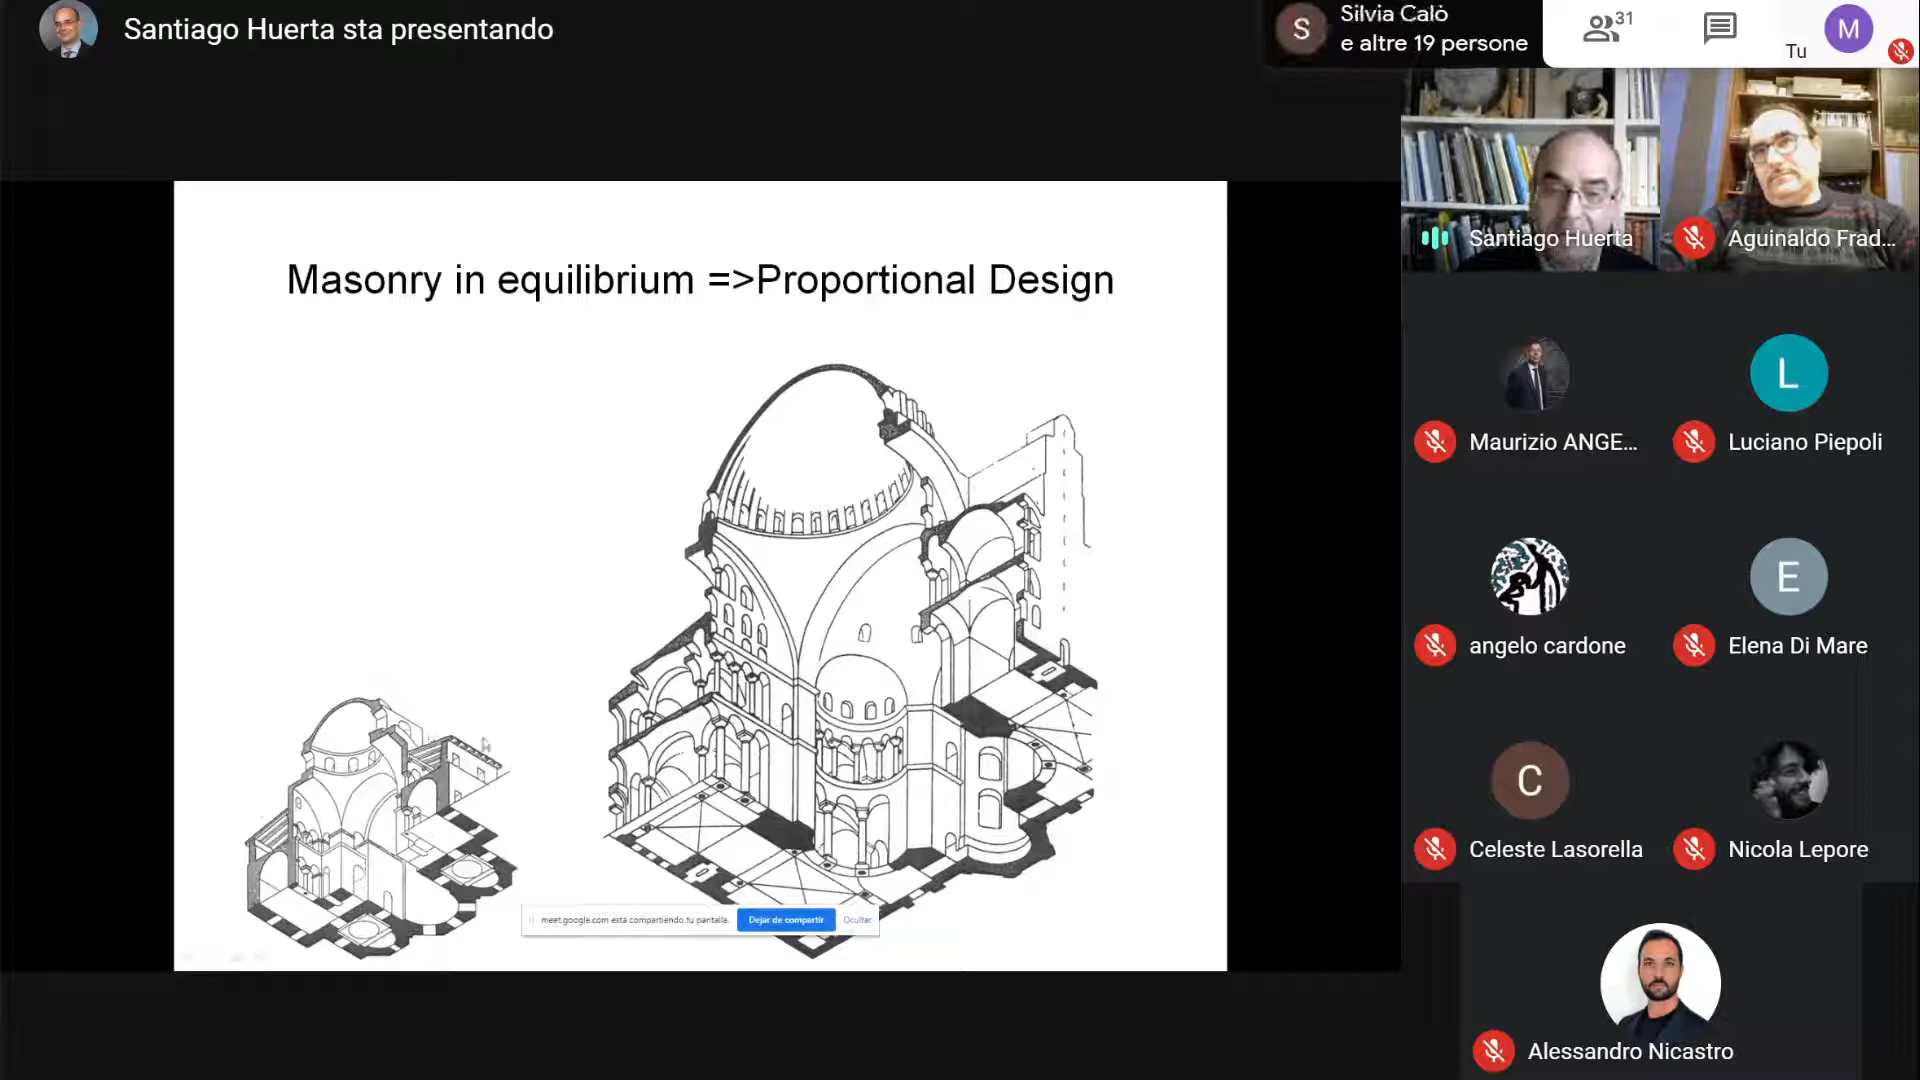 Santiago Huerta sta presentando
S
Silvia Calò
e altre 19 persone
31
Tu
M
Masonry in equilibrium =>Proportional Design
meet.google.com está compartiendo tu pantalla.
Dejar de compartir
Ocultar
Santiago Huerta
Aguinaldo Frad...
Maurizio ANGE...
L
Luciano Piepoli
angelo cardone
E
Elena Di Mare
C
Celeste Lasorella
Nicola Lepore
Alessandro Nicastro